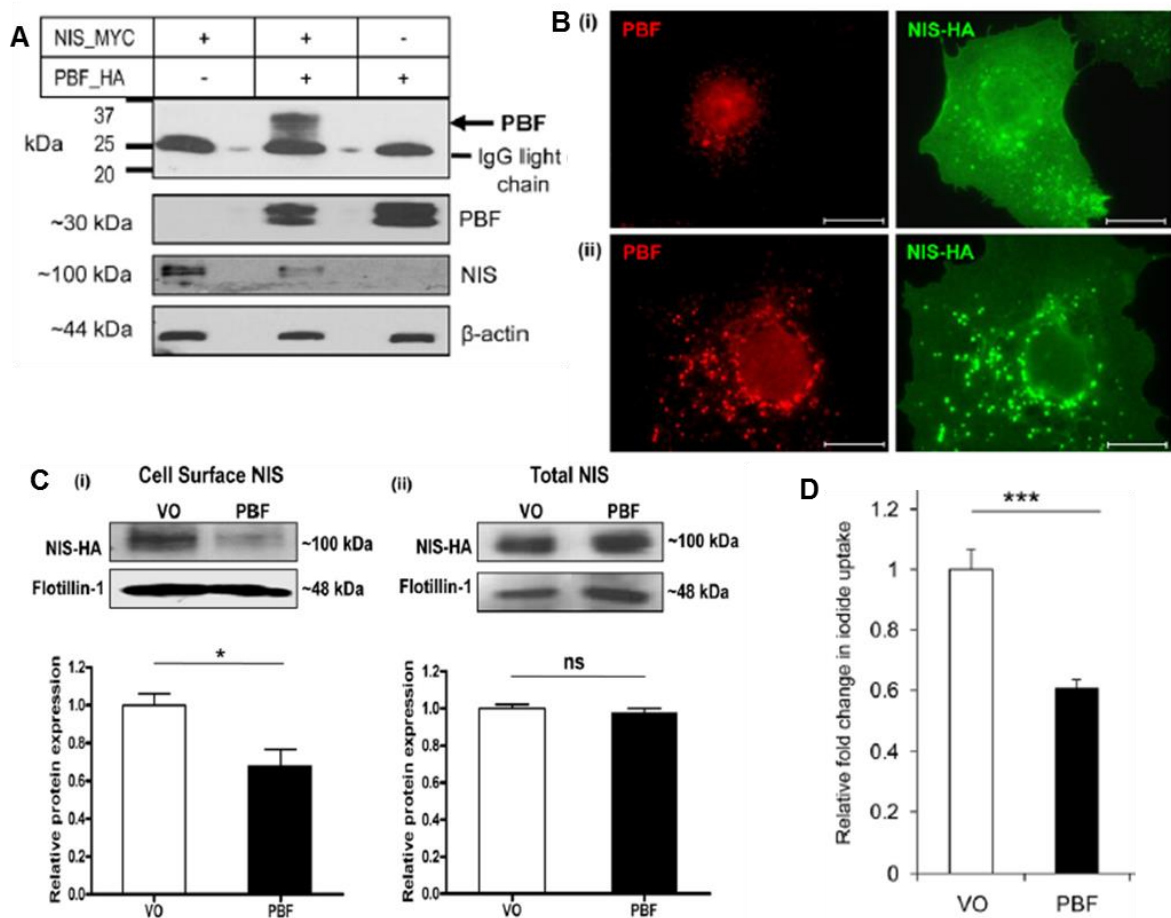 A
NIS_MYC + + -
PBF_HA - + +
37
kDa 25
20
PBF
IgG light
chain
~30 kDa PBF
~100 kDa NIS
~44 kDa β-actin
B (i) PBF NIS-HA
(ii) PBF NIS-HA
C (i) Cell Surface NIS
VO PBF
NIS-HA ~100 kDa
Flotillin-1 ~48 kDa
Relative protein expression
1.2
1.0
0.8
0.6
0.4
0.2
0.0
*
VO PBF
(ii) Total NIS
VO PBF
NIS-HA ~100 kDa
Flotillin-1 ~48 kDa
Relative protein expression
1.2
1.0
0.8
0.6
0.4
0.2
0.0
ns
VO PBF
D
Relative fold change in iodide uptake
1.2
1
0.8
0.6
0.4
0.2
0
***
VO PBF